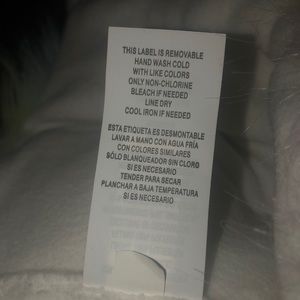 THIS LABEL IS REMOVABLE
HAND WASH COLD
WITH LIKE COLORS
ONLY NON-CHLORINE
BLEACH IF NEEDED
LINE DRY
COOL IRON IF NEEDED
ESTA ETIQUETA ES DESMONTABLE
LAVAR A MANO CON AGUA FRÍA
CON COLORES SIMILARES
SÓLO BLANQUEADOR SIN CLORO
SI ES NECESARIO
TENDER PARA SECAR
PLANCHAR A BAJA TEMPERATURA
SI ES NECESARIO